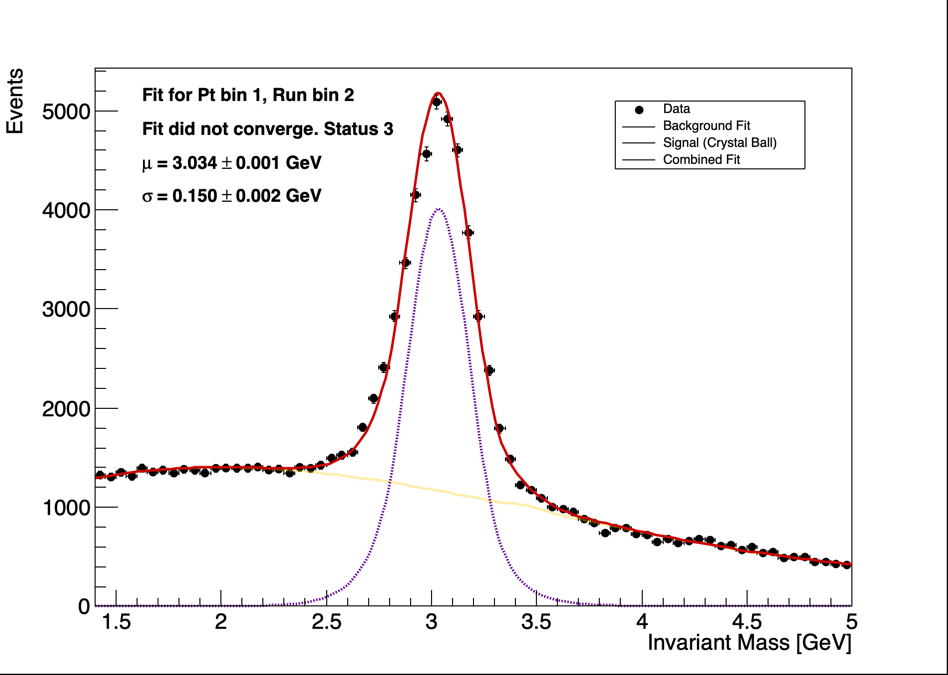 Events
Fit for Pt bin 1, Run bin 2
Fit did not converge. Status 3
μ = 3.034 ± 0.001 GeV
σ = 0.150 ± 0.002 GeV
Data
Background Fit
Signal (Crystal Ball)
Combined Fit
5000
4000
3000
2000
1000
0
1.5 2 2.5 3 3.5 4 4.5 5
Invariant Mass [GeV]